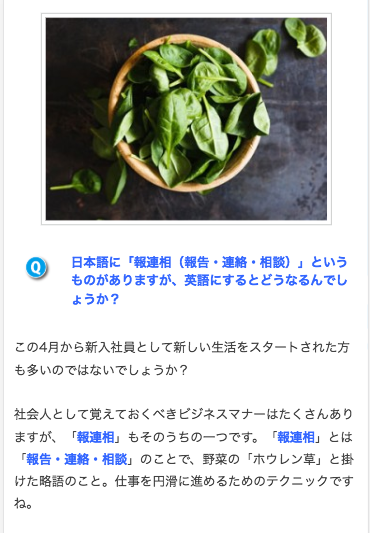 Q
日本語に「報連相（報告・連絡・相談）」という
ものがありますが、英語にするとどうなるんでし
ょうか？
この4月から新入社員として新しい生活をスタートされた方
も多いのではないでしょうか？
社会人として覚えておくべきビジネスマナーはたくさんあり
ますが、「報連相」もそのうちの一つです。「報連相」とは
「報告・連絡・相談」のことで、野菜の「ホウレン草」と掛
けた略語のこと。仕事を円滑に進めるためのテクニックです
ね。